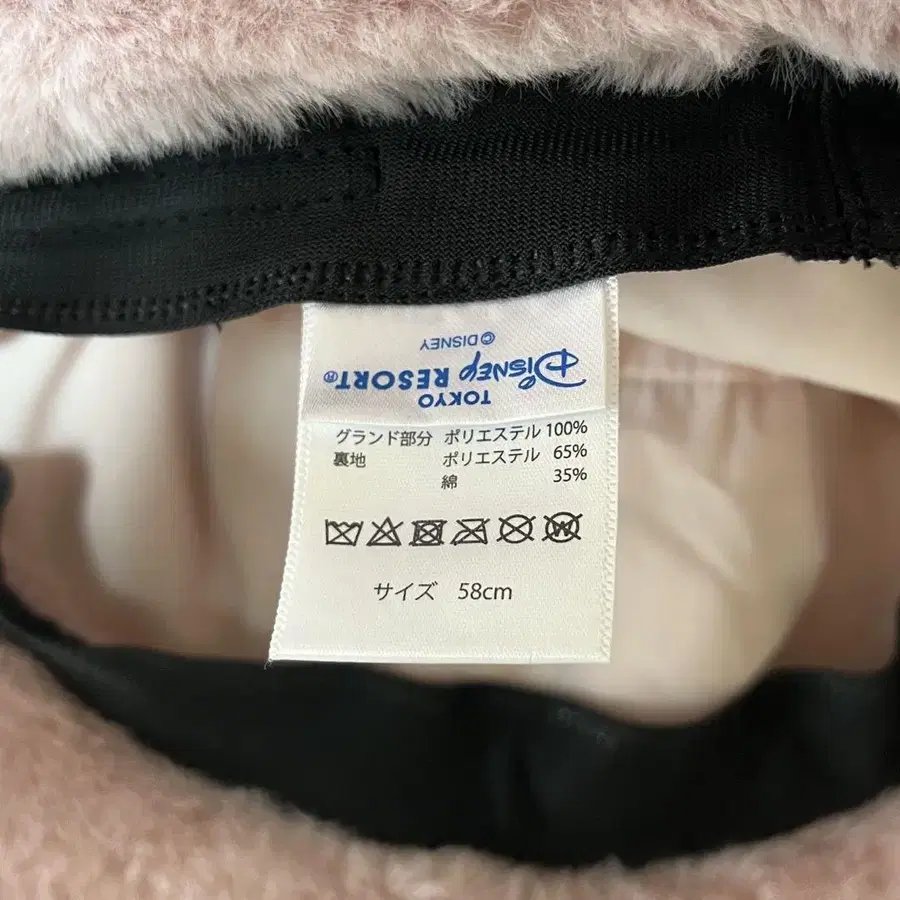 TOKYO
DISNEY RESORT®
© DISNEY
グランド部分 ポリエステル 100%
裏地 ポリエステル 65%
綿 35%
サイズ 58cm